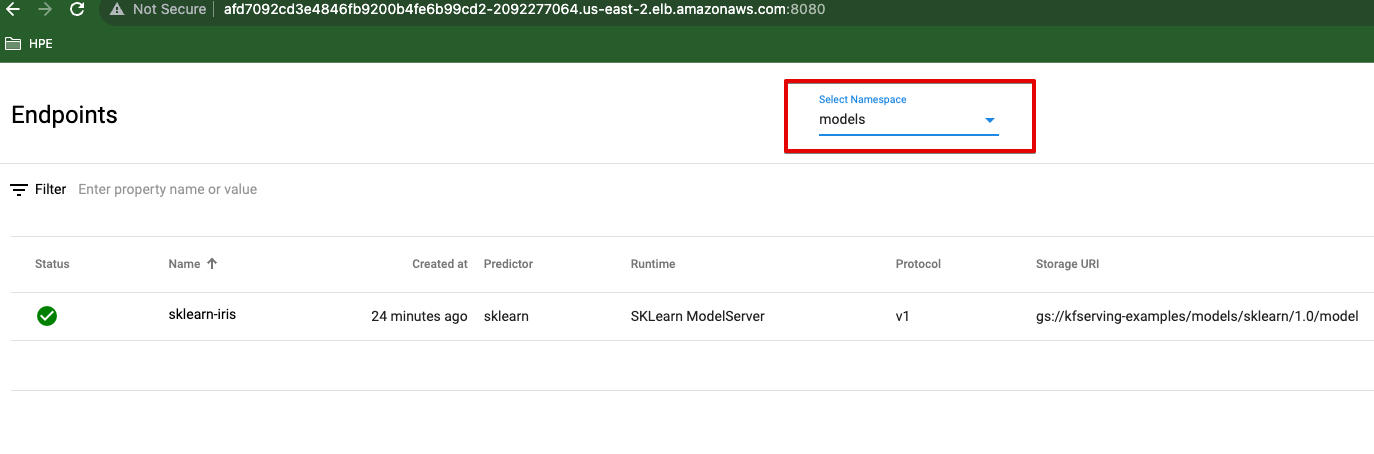 Not Secure afd7092cd3e4846fb9200b4fe6b99cd2-2092277064.us-east-2.elb.amazonaws.com:8080
HPE
Endpoints
Select Namespace
models
Filter Enter property name or value
Status Name Created at Predictor Runtime Protocol Storage URI
sklearn-iris 24 minutes ago sklearn SKLearn ModelServer v1 gs://kfserving-examples/models/sklearn/1.0/model